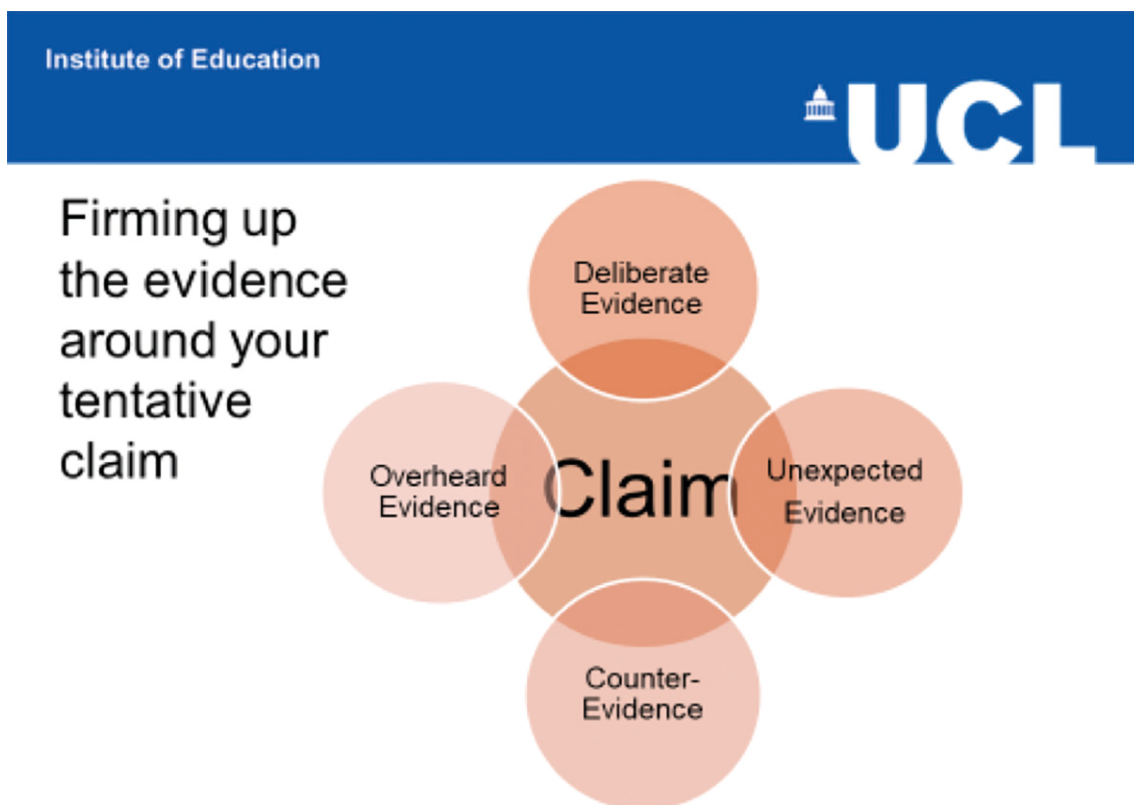 Institute of Education
UCL
Firming up
the evidence
around your
tentative
claim
Deliberate
Evidence
Overheard
Evidence
Claim
Unexpected
Evidence
Counter-
Evidence